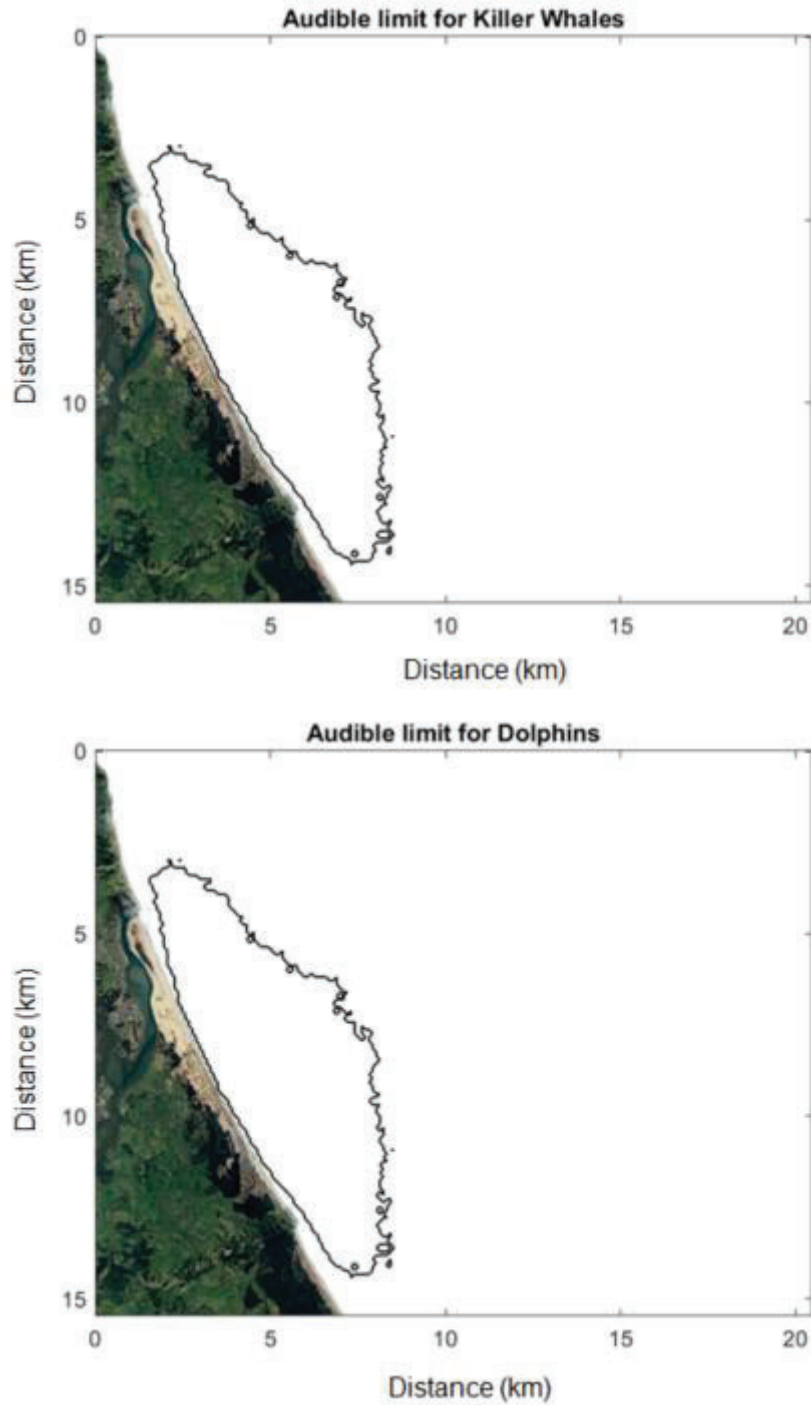 Audible limit for Killer Whales
0
5
10
15
Distance (km)
0 5 10 15 20
Distance (km)
Audible limit for Dolphins
0
5
10
15
Distance (km)
0 5 10 15 20
Distance (km)